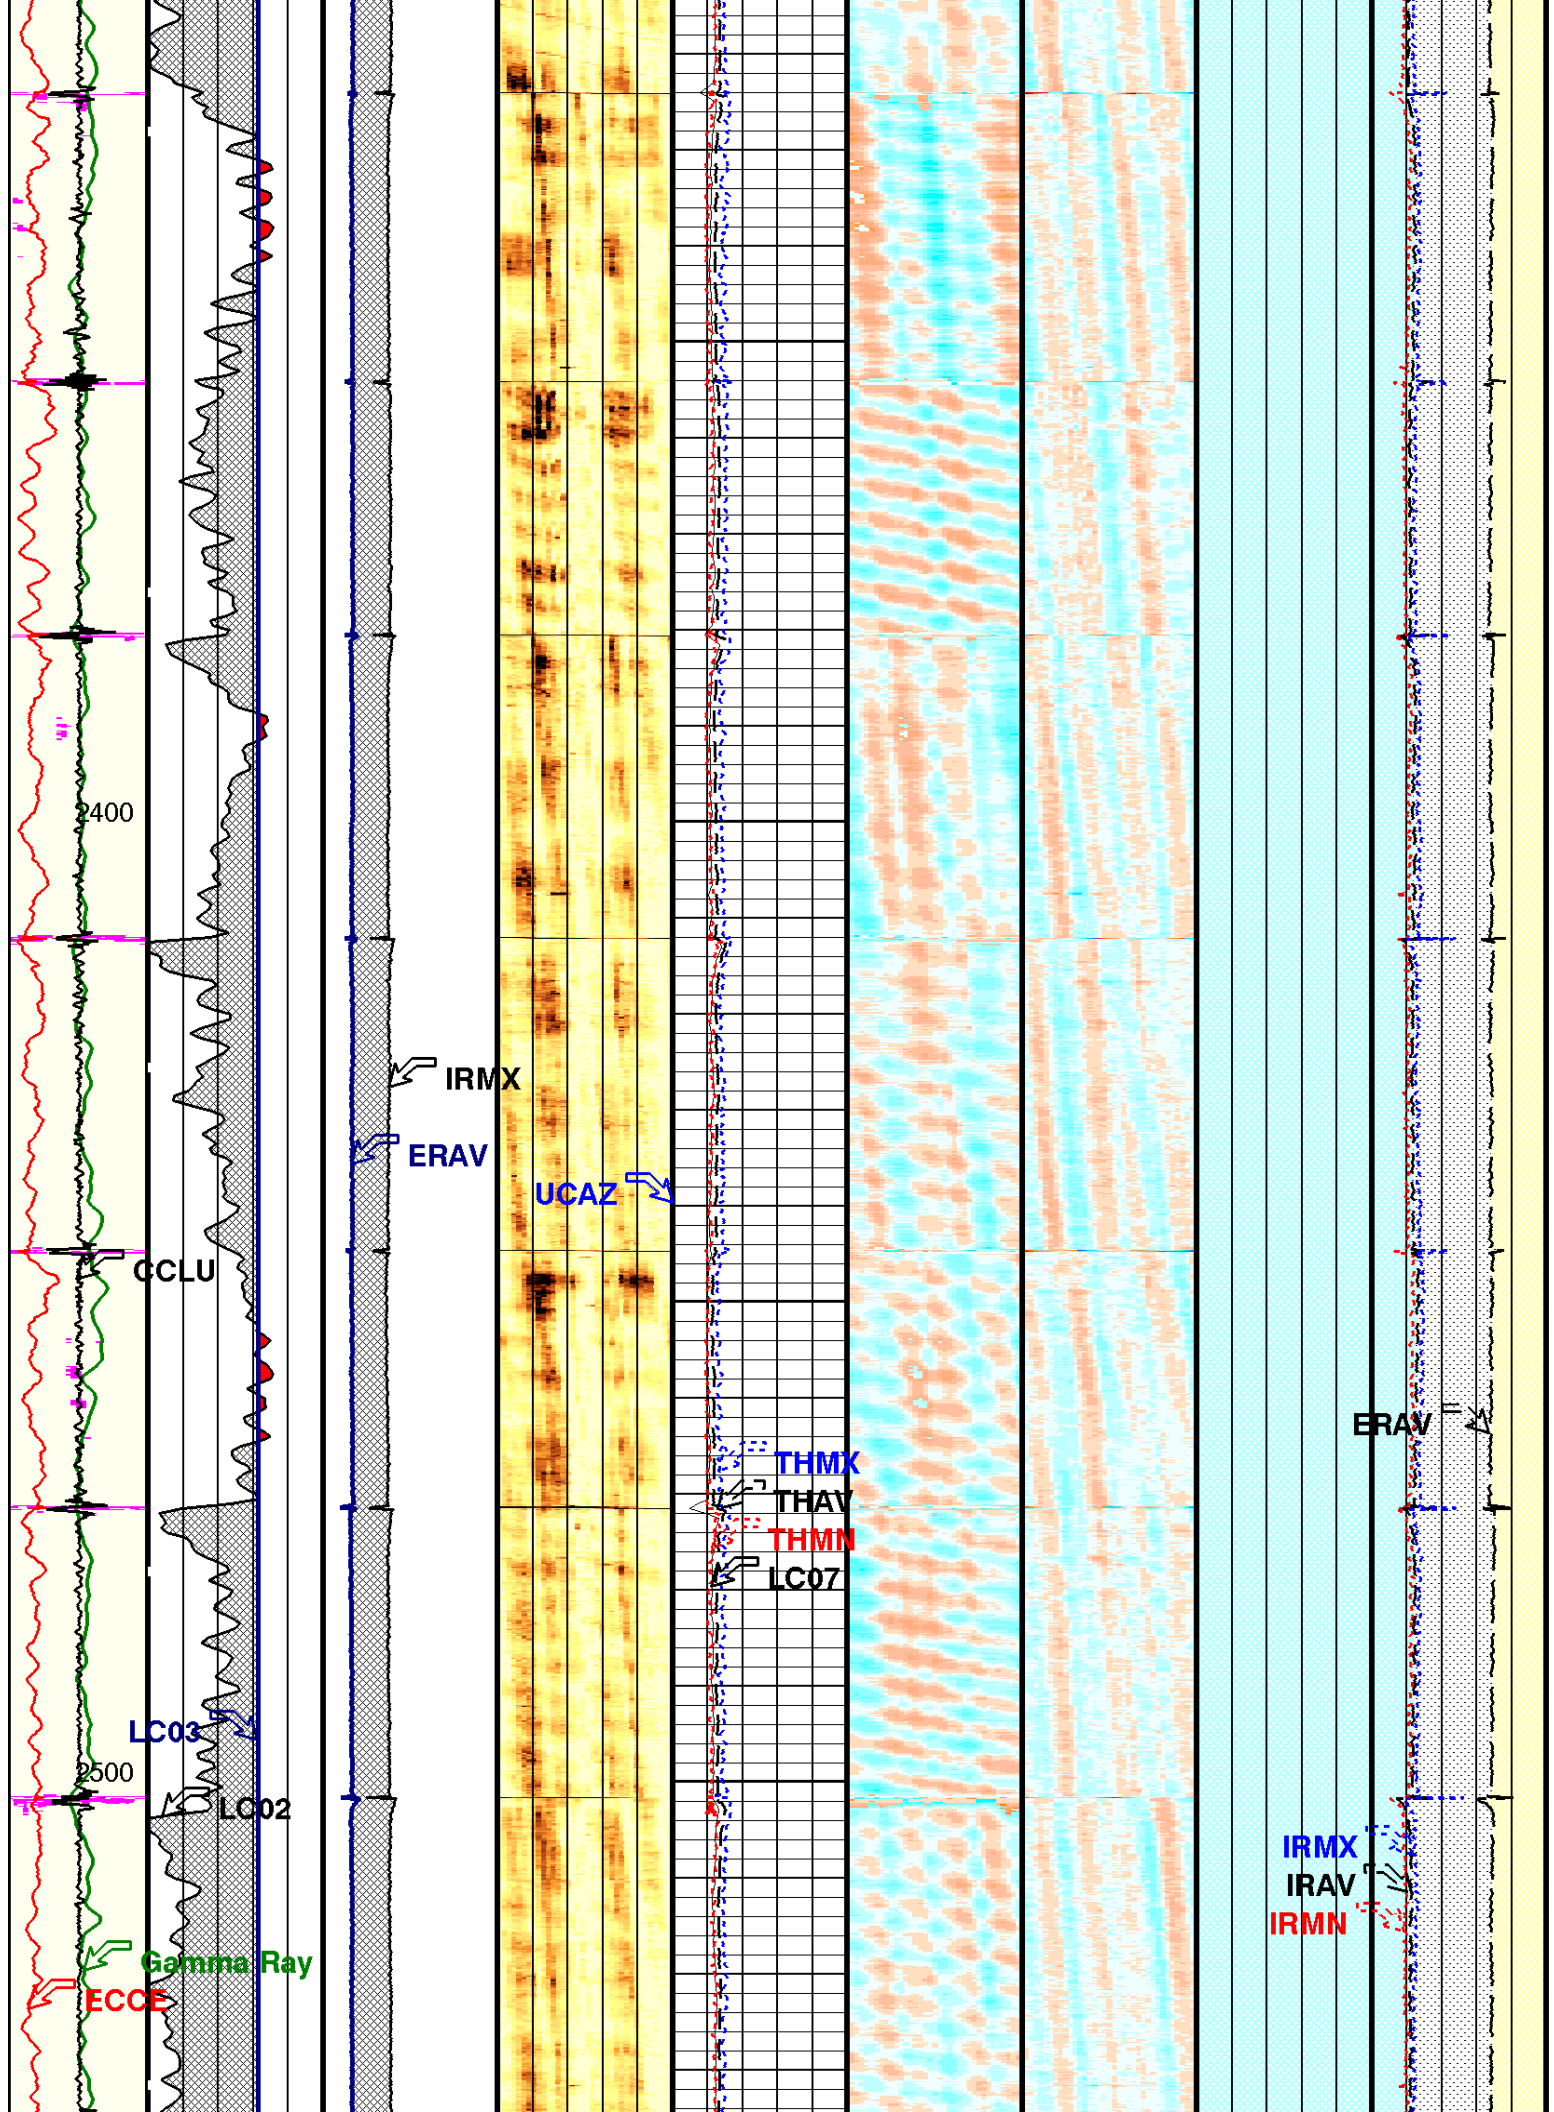 2400
IRMX
ERAV
UCAZ
CCLU
ERAV
THMX
THAV
THMN
LC07
LC03
2500
LC02
IRMX
IRAV
IRMN
Gamma Ray
ECCE